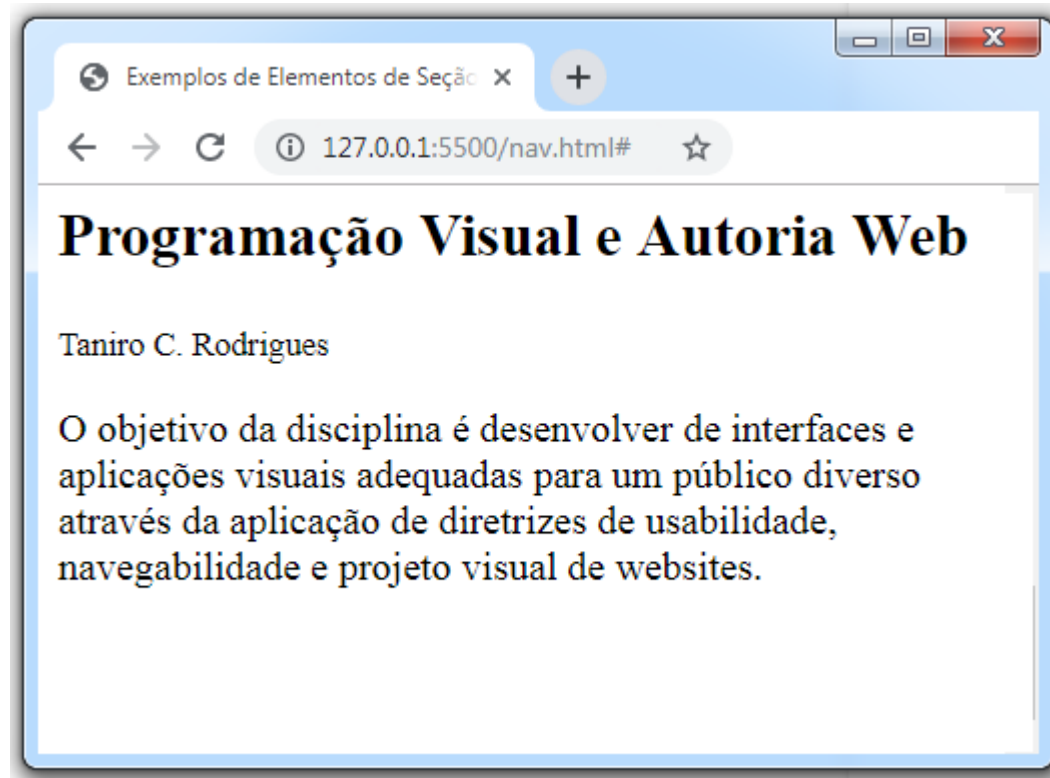 Exemplos de Elementos de Seção
127.0.0.1:5500/nav.html#
Programação Visual e Autoria Web
Taniro C. Rodrigues
O objetivo da disciplina é desenvolver de interfaces e
aplicações visuais adequadas para um público diverso
através da aplicação de diretrizes de usabilidade,
navegabilidade e projeto visual de websites.